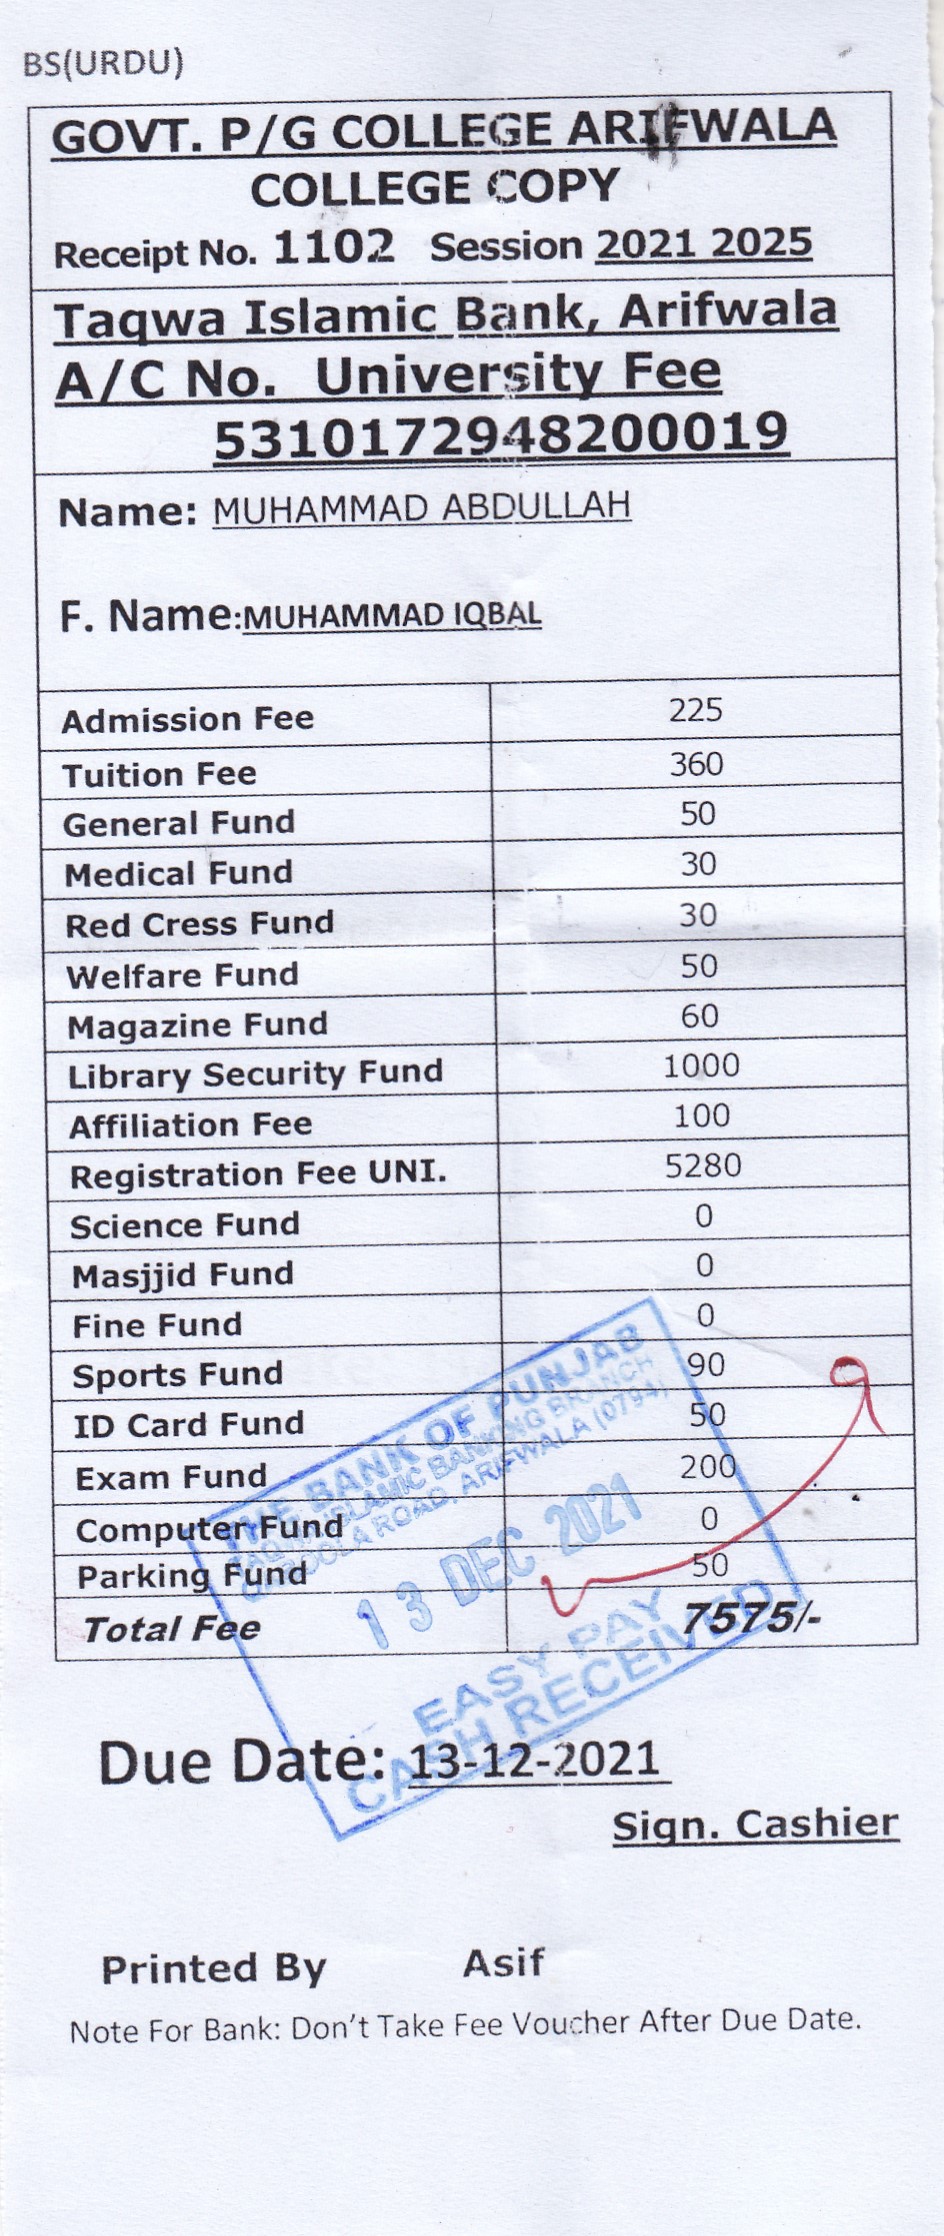 BS(URDU)
GOVT. P/G COLLEGE ARIFWALA
COLLEGE COPY
Receipt No. 1102 Session 2021 2025
Taqwa Islamic Bank, Arifwala
A/C No. University Fee
5310172948200019
Name: MUHAMMAD ABDULLAH
F. Name:MUHAMMAD IQBAL
Admission Fee 225
Tuition Fee 360
General Fund 50
Medical Fund 30
Red Cress Fund 30
Welfare Fund 50
Magazine Fund 60
Library Security Fund 1000
Affiliation Fee 100
Registration Fee UNI. 5280
Science Fund 0
Masjjid Fund 0
Fine Fund 0
Sports Fund 90
ID Card Fund 50
Exam Fund 200
Computer Fund 0
Parking Fund 50
Total Fee 7575/-
THE BANK OF PUNJAB
TAQWA ISLAMIC BANKING BRANCH
ROAD, ARIFWALA (0794)
13 DEC 2021
EASY PAY
CASH RECEIVED
Due Date: 13-12-2021
Sign. Cashier
Printed By Asif
Note For Bank: Don't Take Fee Voucher After Due Date.